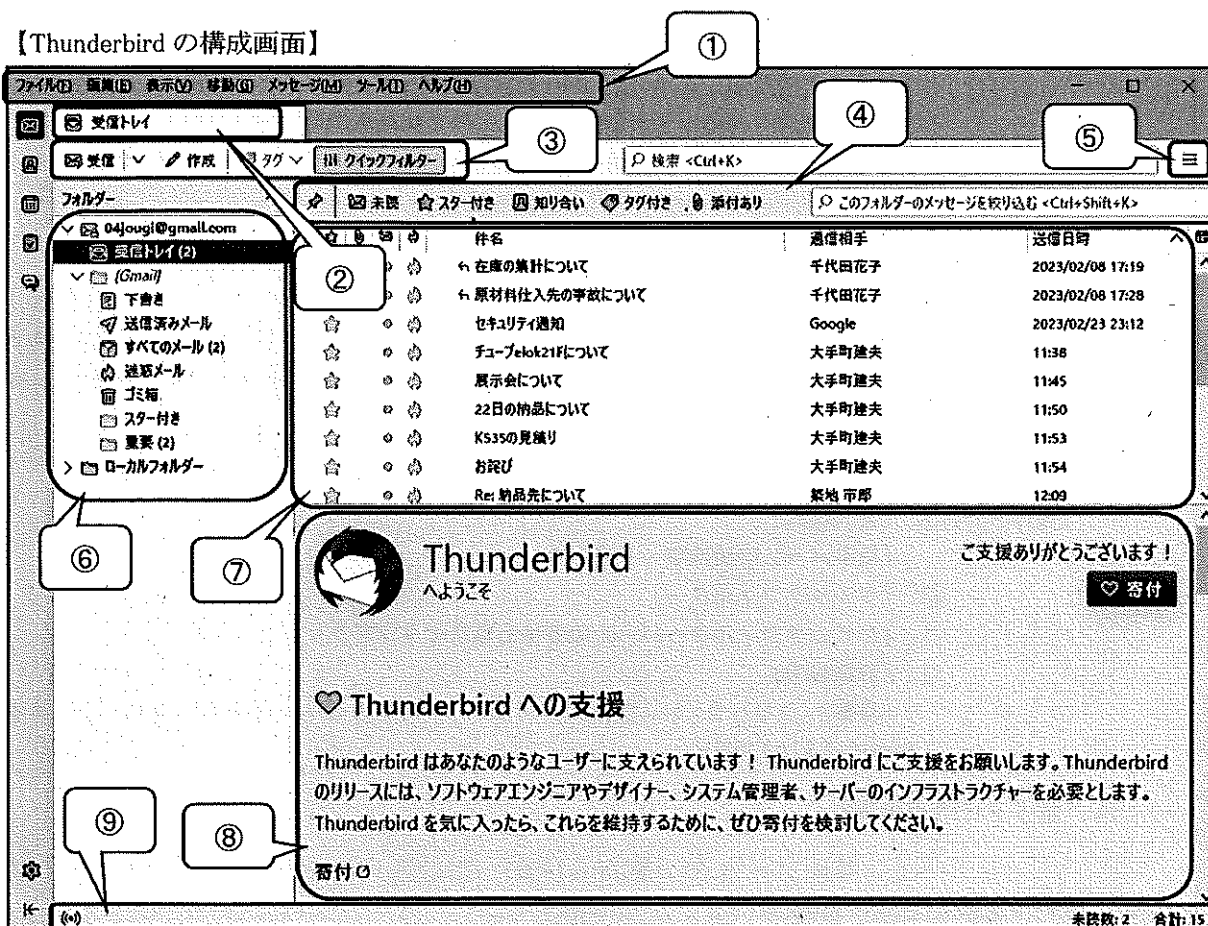 【Thunderbird の構成画面】
①
ファイル(F) 編集(E) 表示(V) 移動(G) メッセージ(M) ツール(T) ヘルプ(H)
受信トレイ
③
④
⑤
受信 作成 タグ クイックフィルター 検索 <Ctrl+K>
フォルダー
未読 スター付き 知り合い タグ付き 添付あり このフォルダーのメッセージを絞り込む <Ctrl+Shift+K>
04jougi@gmail.com
受信トレイ (2)
[Gmail]
下書き
送信済みメール
すべてのメール (2)
迷惑メール
ゴミ箱
スター付き
重要 (2)
ローカルフォルダー
②
件名 通信相手 送信日時
在庫の集計について 千代田花子 2023/02/08 17:19
原材料仕入先の事故について 千代田花子 2023/02/08 17:28
セキュリティ通知 Google 2023/02/23 23:12
チューブelok21Fについて 大手町建夫 11:38
展示会について 大手町建夫 11:45
22日の納品について 大手町建夫 11:50
KS35の見積り 大手町建夫 11:53
お詫び 大手町建夫 11:54
Re: 納品先について 築地 市郎 12:09
⑥
⑦
Thunderbird
へようこそ
ご支援ありがとうございます！
寄付
Thunderbird への支援
Thunderbird はあなたのようなユーザーに支えられています！ Thunderbird にご支援をお願いします。Thunderbird
のリリースには、ソフトウェアエンジニアやデザイナー、システム管理者、サーバーのインフラストラクチャーを必要とします。
Thunderbird を気に入ったら、これらを維持するために、ぜひ寄付を検討してください。
寄付
⑧
⑨
未読数: 2 合計: 15